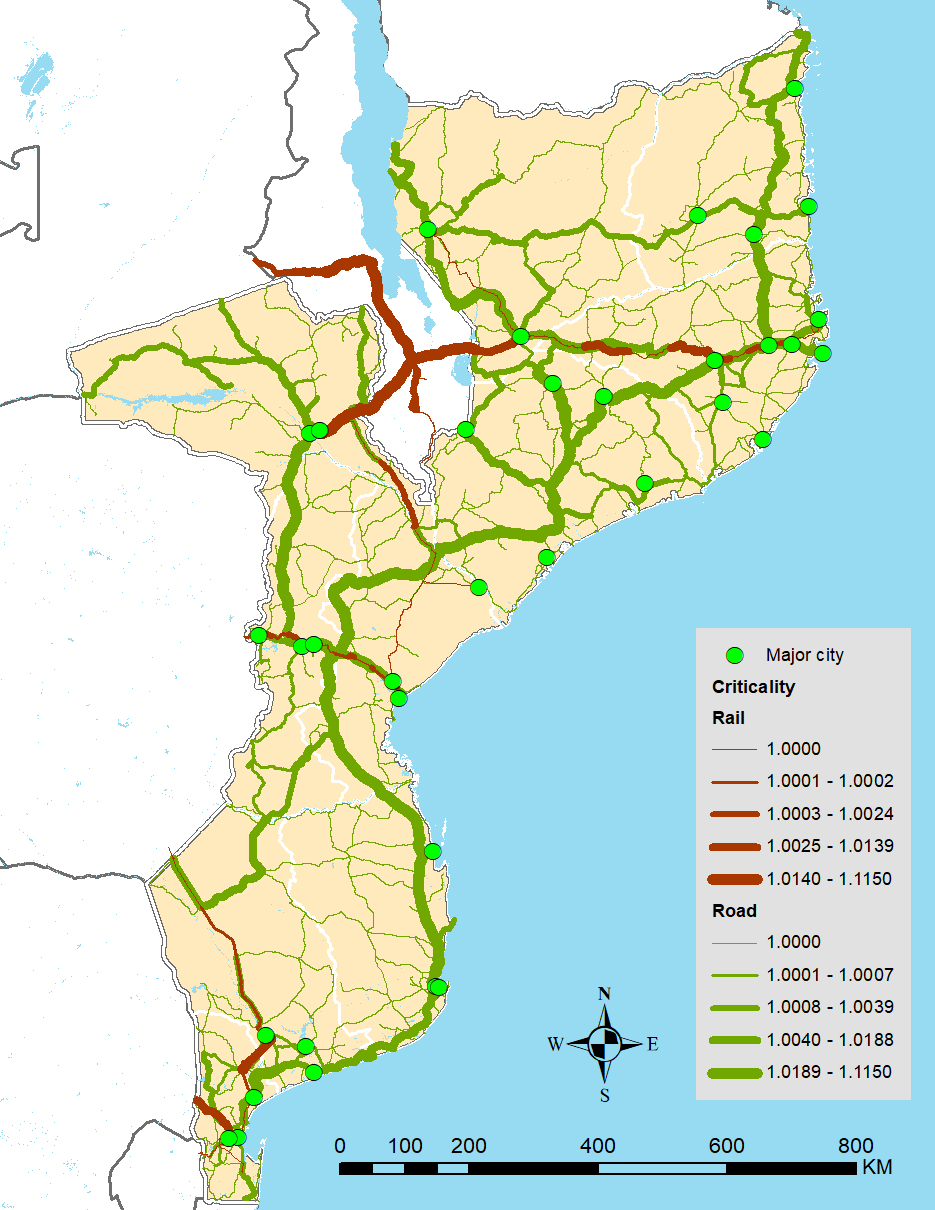 Major city
Criticality
Rail
1.0000
1.0001 - 1.0002
1.0003 - 1.0024
1.0025 - 1.0139
1.0140 - 1.1150
Road
1.0000
1.0001 - 1.0007
1.0008 - 1.0039
1.0040 - 1.0188
1.0189 - 1.1150
N
W E
S
0 100 200 400 600 800
KM